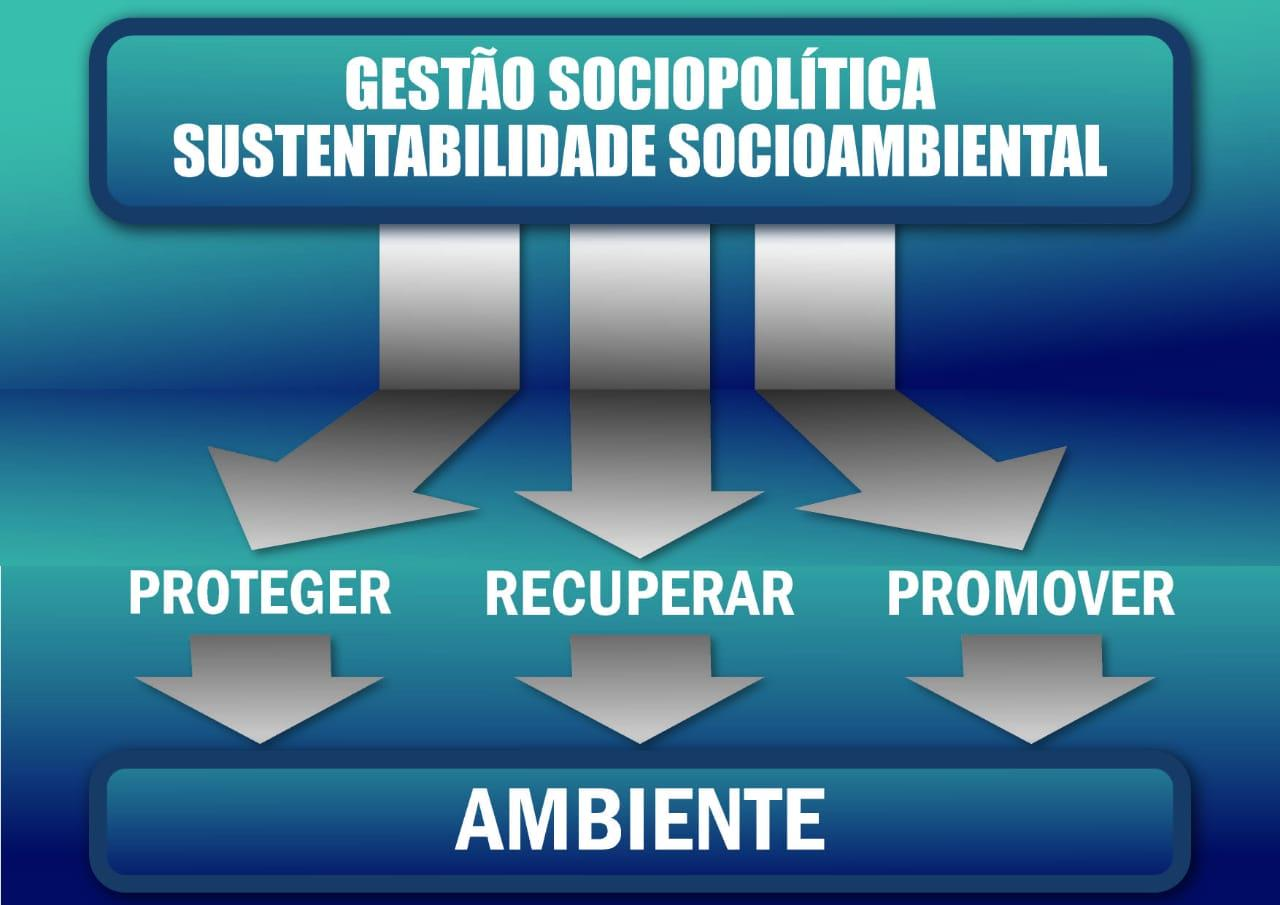 GESTÃO SOCIOPOLÍTICA
SUSTENTABILIDADE SOCIOAMBIENTAL
PROTEGER
RECUPERAR
PROMOVER
AMBIENTE